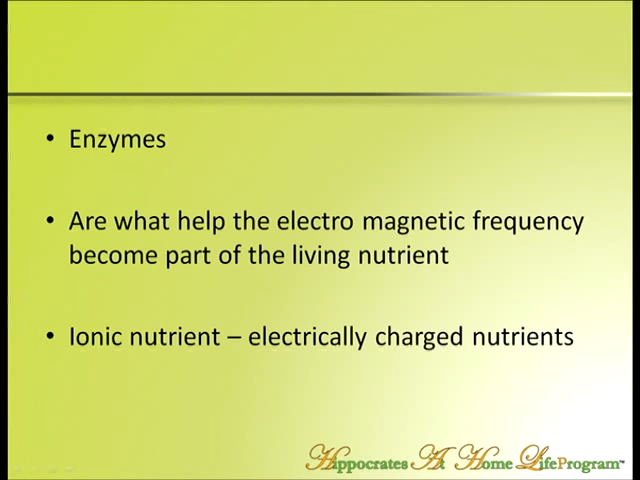 • Enzymes
• Are what help the electro magnetic frequency
become part of the living nutrient
• Ionic nutrient – electrically charged nutrients
Hippocrates At Home LifeProgram™